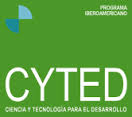 PROGRAMA
IBEROAMERICANO
CYTED
CIENCIA Y TECNOLOGÍA PARA EL DESARROLLO